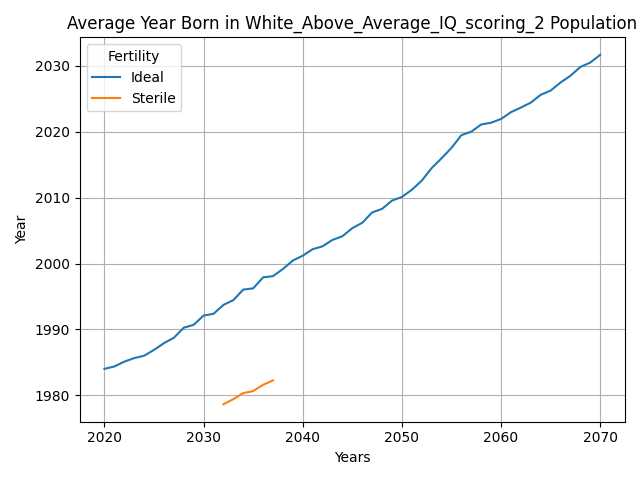 Average Year Born in White_Above_Average_IQ_scoring_2 Population
Fertility
Ideal
Sterile
Year
2030
2020
2010
2000
1990
1980
2020 2030 2040 2050 2060 2070
Years